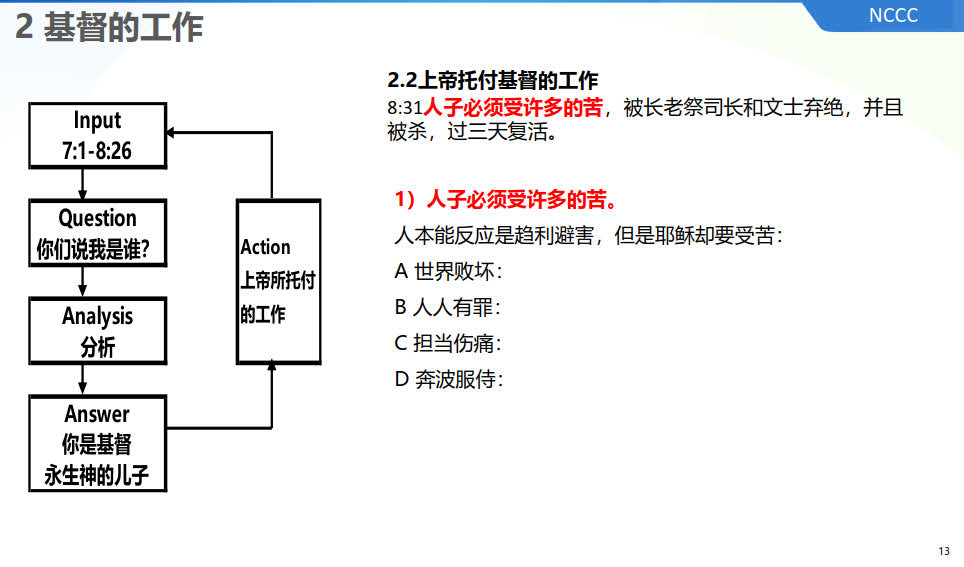 2 基督的工作
NCCC
Input
7:1-8:26
Question
你们说我是谁？
Analysis
分析
Answer
你是基督
永生神的儿子
Action
上帝所托付
的工作
2.2上帝托付基督的工作
8:31人子必须受许多的苦，被长老祭司长和文士弃绝，并且
被杀，过三天复活。
1）人子必须受许多的苦。
人本能反应是趋利避害，但是耶稣却要受苦：
A 世界败坏：
B 人人有罪：
C 担当伤痛：
D 奔波服侍：
13